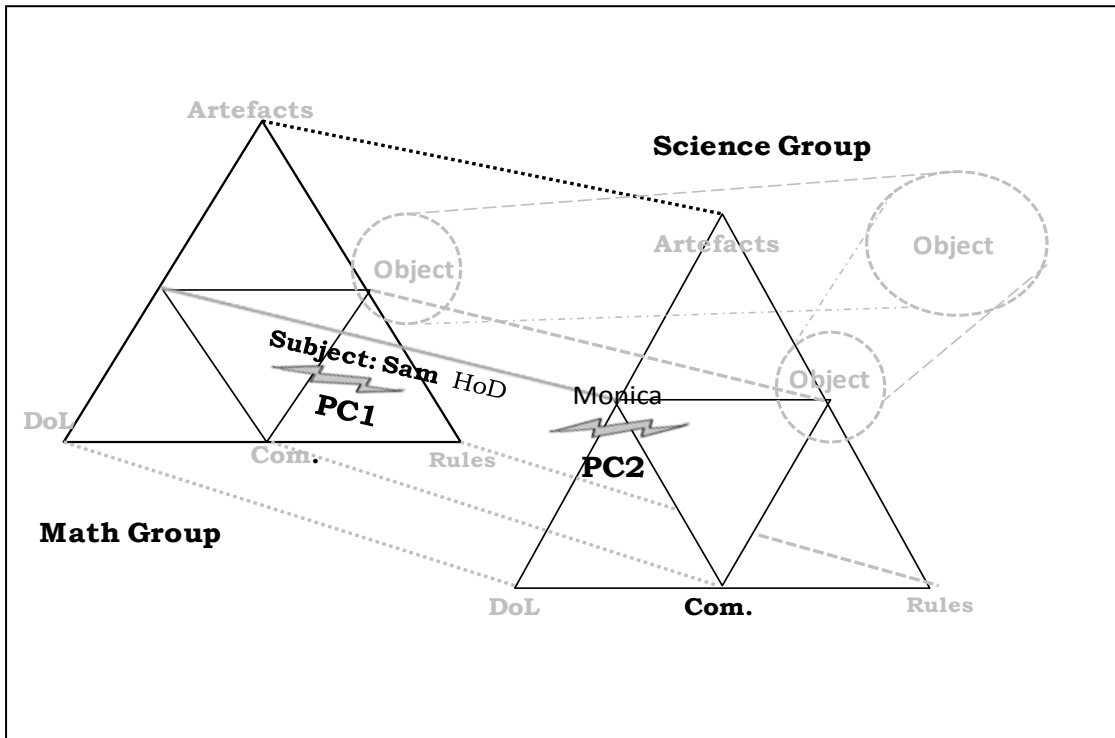 Artefacts
Science Group
Artefacts
Object
Object
Subject: Sam HoD
Object
Monica
PC1
DoL
Com.
Rules
PC2
Math Group
DoL
Com.
Rules